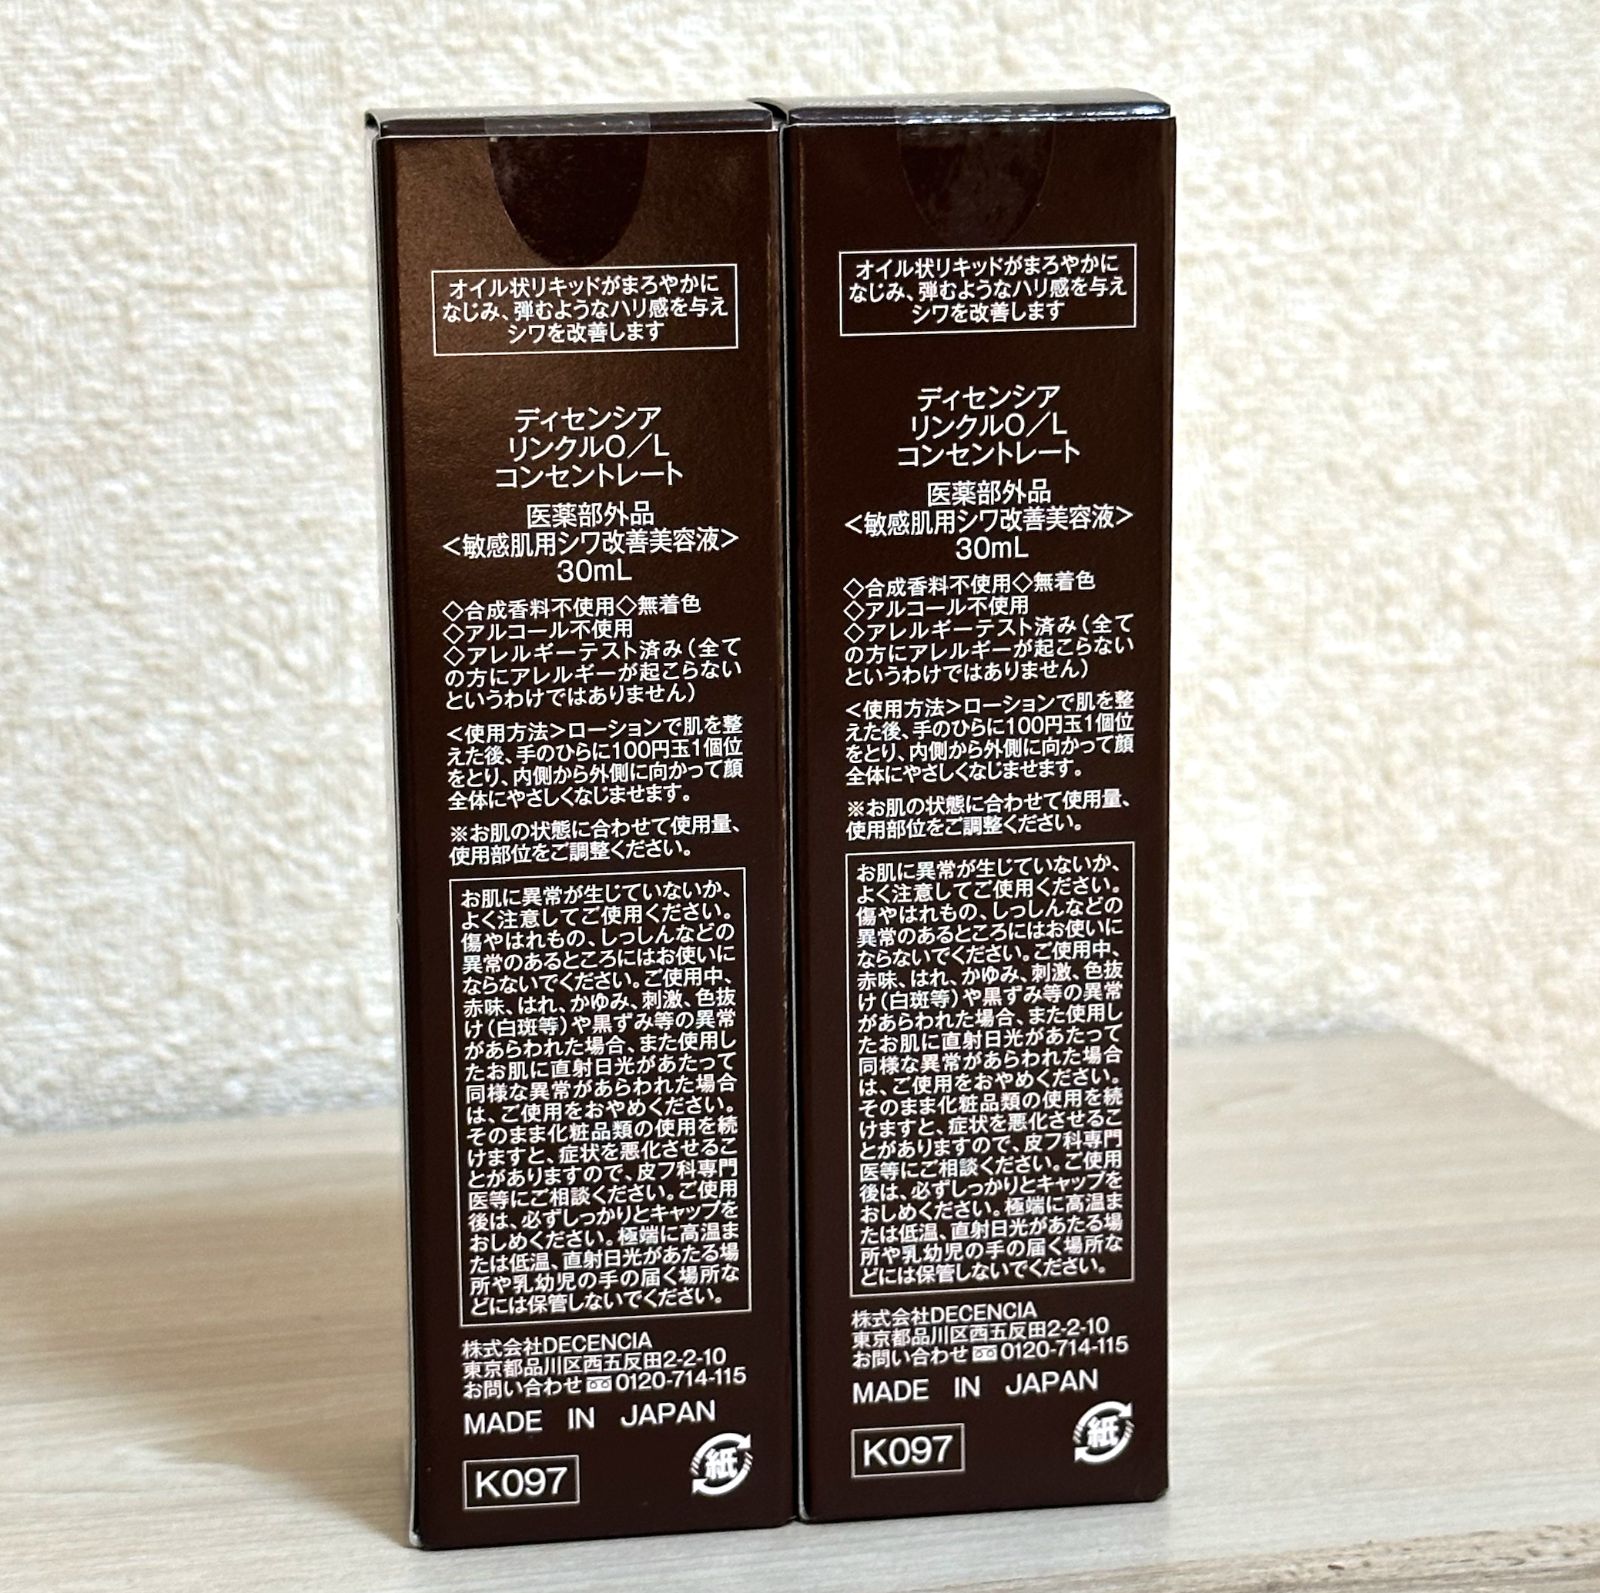 オイル状リキッドがまろやかに
なじみ、弾むようなハリ感を与え
シワを改善します
ディセンシア
リンクルO／L
コンセントレート
医薬部外品
＜敏感肌用シワ改善美容液＞
30mL
◇合成香料不使用◇無着色
◇アルコール不使用
◇アレルギーテスト済み（全て
の方にアレルギーが起こらない
というわけではありません）
＜使用方法＞ローションで肌を整
えた後、手のひらに100円玉1個位
をとり、内側から外側に向かって顔
全体にやさしくなじませます。
※お肌の状態に合わせて使用量、
使用部位をご調整ください。
お肌に異常が生じていないか、
よく注意してご使用ください。
傷やはれもの、しっしんなどの
異常のあるところにはお使いに
ならないでください。ご使用中、
赤味、はれ、かゆみ、刺激、色抜
け（白斑等）や黒ずみ等の異常
があらわれた場合、また使用し
たお肌に直射日光があたって
同様な異常があらわれた場合
は、ご使用をおやめください。
そのまま化粧品類の使用を続
けますと、症状を悪化させるこ
とがありますので、皮フ科専門
医等にご相談ください。ご使用
後は、必ずしっかりとキャップを
おしめください。極端に高温ま
たは低温、直射日光があたる場
所や乳幼児の手の届く場所な
どには保管しないでください。
株式会社DECENCIA
東京都品川区西五反田2-2-10
お問い合わせ 0120-714-115
MADE IN JAPAN
K097
紙
オイル状リキッドがまろやかに
なじみ、弾むようなハリ感を与え
シワを改善します
ディセンシア
リンクルO／L
コンセントレート
医薬部外品
＜敏感肌用シワ改善美容液＞
30mL
◇合成香料不使用◇無着色
◇アルコール不使用
◇アレルギーテスト済み（全て
の方にアレルギーが起こらない
というわけではありません）
＜使用方法＞ローションで肌を整
えた後、手のひらに100円玉1個位
をとり、内側から外側に向かって顔
全体にやさしくなじませます。
※お肌の状態に合わせて使用量、
使用部位をご調整ください。
お肌に異常が生じていないか、
よく注意してご使用ください。
傷やはれもの、しっしんなどの
異常のあるところにはお使いに
ならないでください。ご使用中、
赤味、はれ、かゆみ、刺激、色抜
け（白斑等）や黒ずみ等の異常
があらわれた場合、また使用し
たお肌に直射日光があたって
同様な異常があらわれた場合
は、ご使用をおやめください。
そのまま化粧品類の使用を続
けますと、症状を悪化させるこ
とがありますので、皮フ科専門
医等にご相談ください。ご使用
後は、必ずしっかりとキャップを
おしめください。極端に高温ま
たは低温、直射日光があたる場
所や乳幼児の手の届く場所な
どには保管しないでください。
株式会社DECENCIA
東京都品川区西五反田2-2-10
お問い合わせ 0120-714-115
MADE IN JAPAN
K097
紙